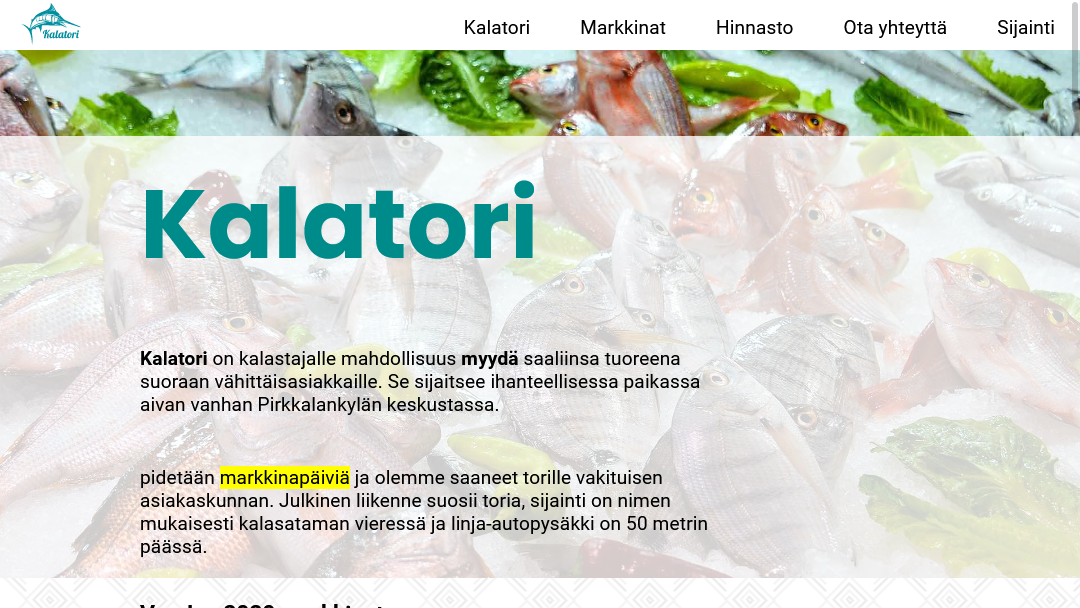 Kalatori
Kalatori Markkinat Hinnasto Ota yhteyttä Sijainti
Kalatori
Kalatori on kalastajalle mahdollisuus myydä saaliinsa tuoreena
suoraan vähittäisasiakkaille. Se sijaitsee ihanteellisessa paikassa
aivan vanhan Pirkkalankylän keskustassa.
pidetään markkinapäiviä ja olemme saaneet torille vakituisen
asiakaskunnan. Julkinen liikenne suosii toria, sijainti on nimen
mukaisesti kalasataman vieressä ja linja-autopysäkki on 50 metrin
päässä.